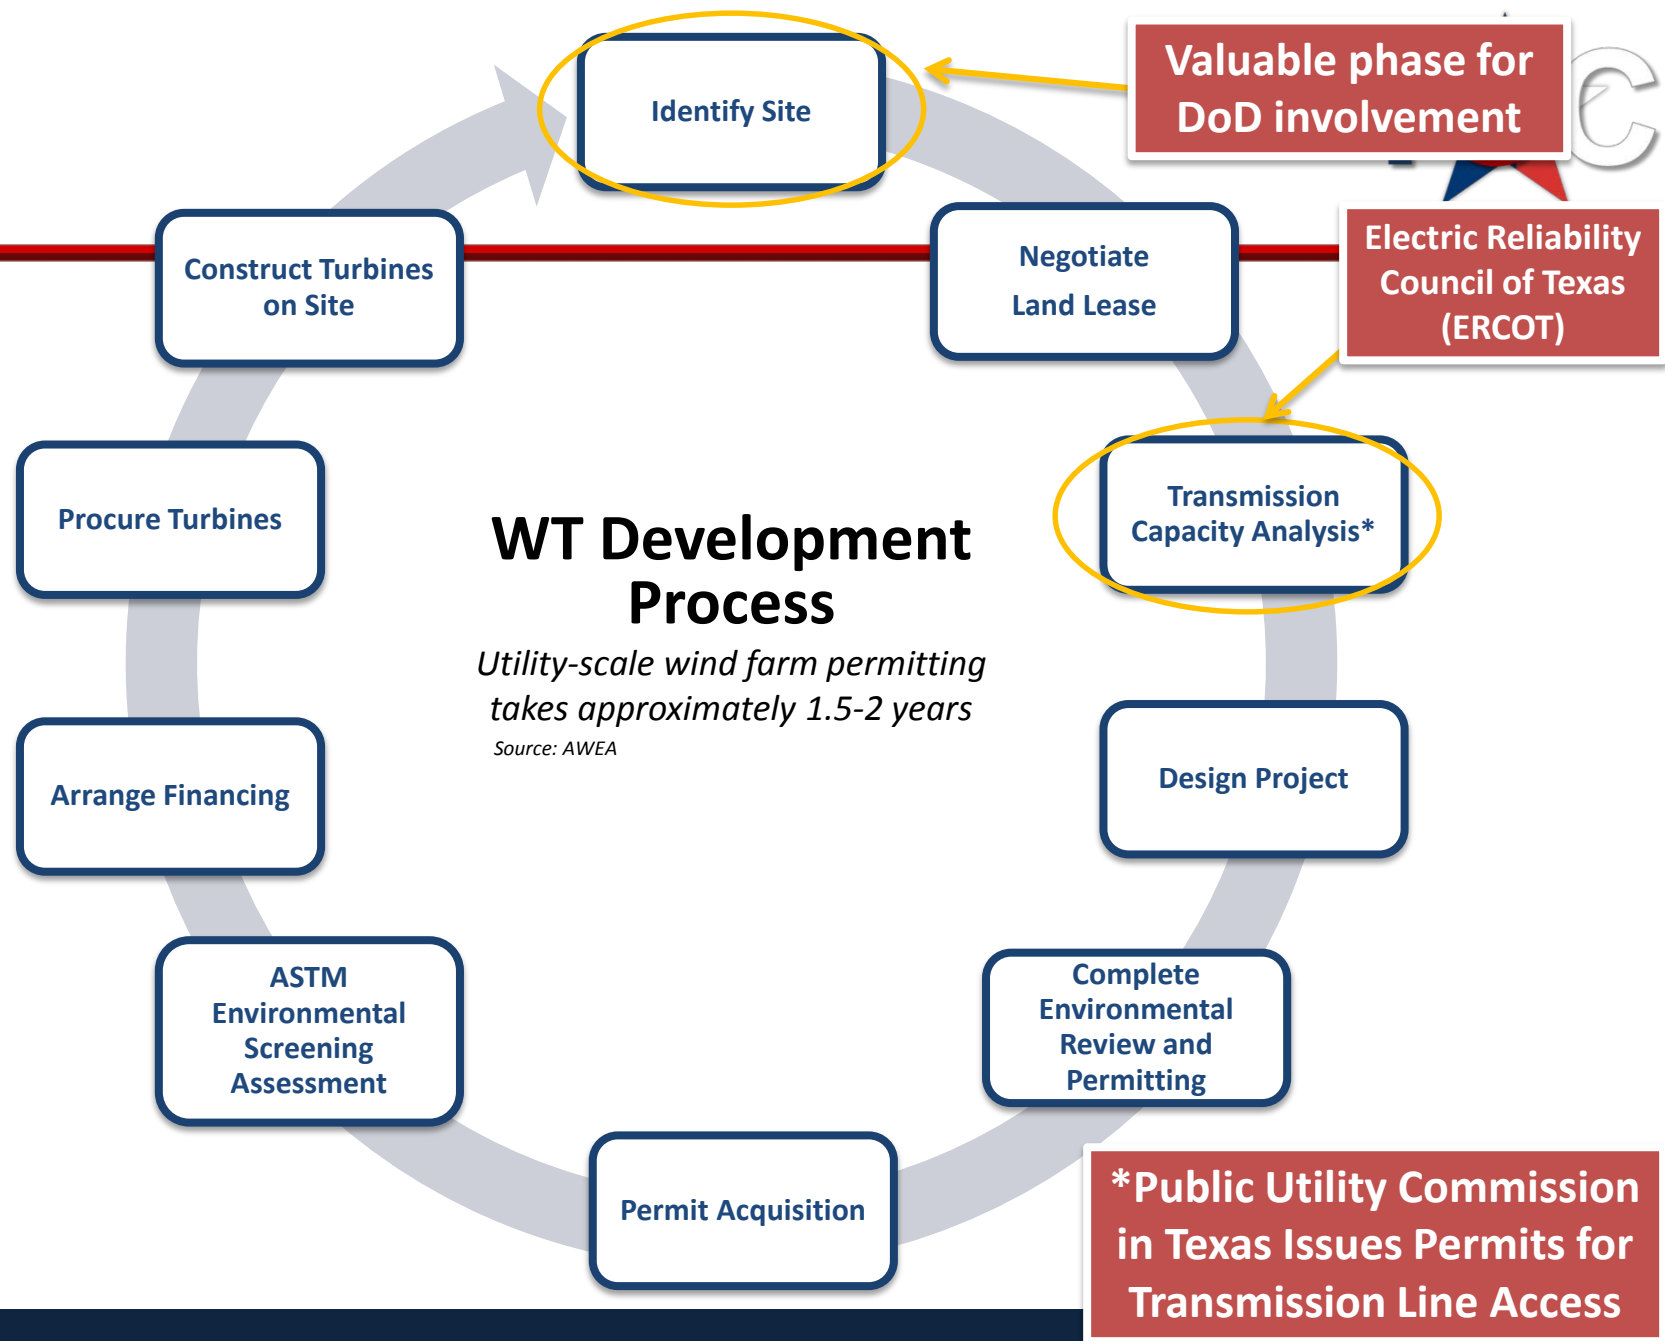 Identify Site
Valuable phase for
DoD involvement
C
Negotiate
Land Lease
Electric Reliability
Council of Texas
(ERCOT)
Transmission
Capacity Analysis*
Design Project
Complete
Environmental
Review and
Permitting
Permit Acquisition
ASTM
Environmental
Screening
Assessment
Arrange Financing
Procure Turbines
Construct Turbines
on Site
WT Development
Process
Utility-scale wind farm permitting
takes approximately 1.5-2 years
Source: AWEA
*Public Utility Commission
in Texas Issues Permits for
Transmission Line Access